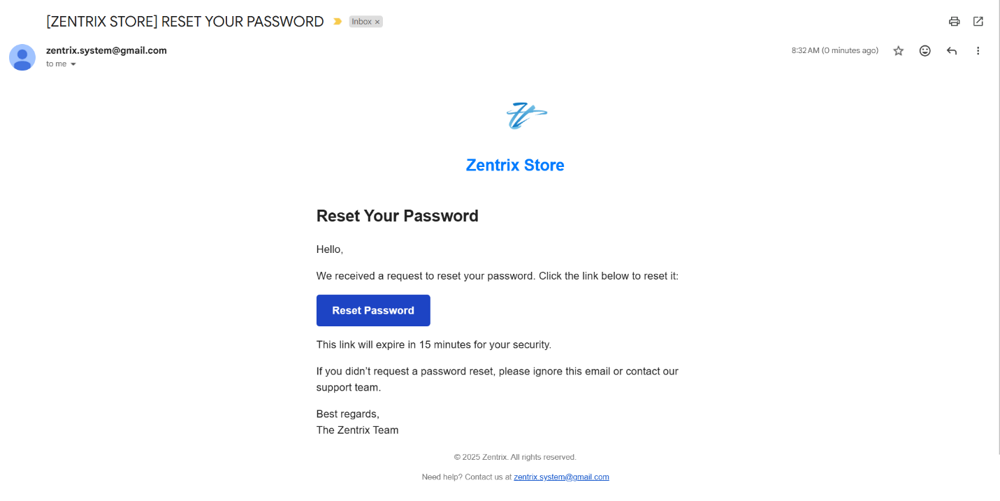 [ZENTRIX STORE] RESET YOUR PASSWORD Inbox ×
zentrix.system@gmail.com 8:32 AM (0 minutes ago)
to me
Zentrix Store
Reset Your Password
Hello,
We received a request to reset your password. Click the link below to reset it:
Reset Password
This link will expire in 15 minutes for your security.
If you didn’t request a password reset, please ignore this email or contact our
support team.
Best regards,
The Zentrix Team
© 2025 Zentrix. All rights reserved.
Need help? Contact us at zentrix.system@gmail.com